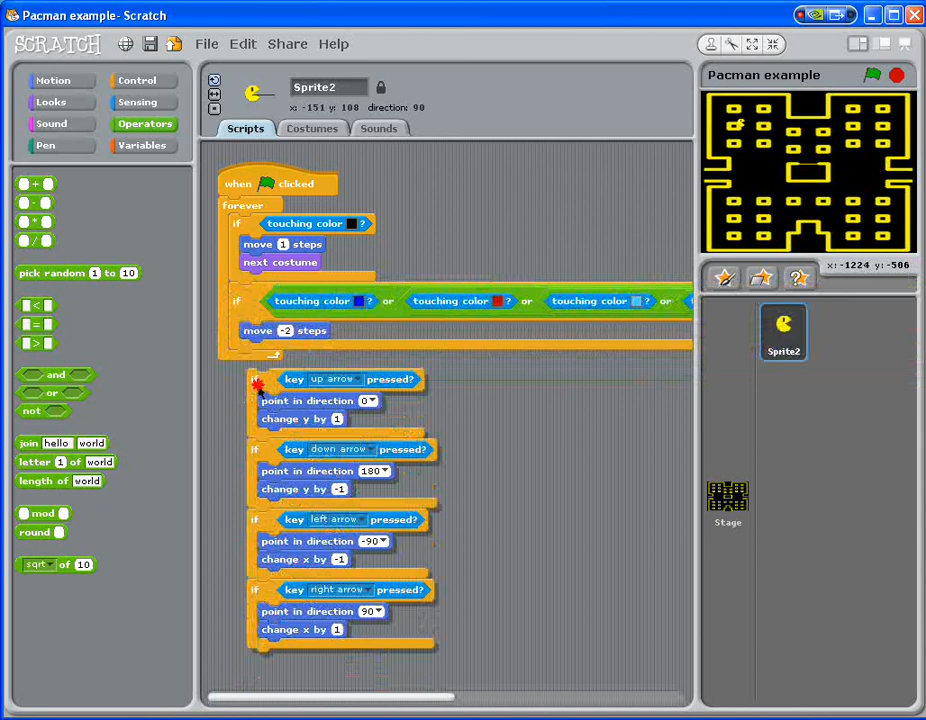 Pacman example- Scratch
SCRATCH
File Edit Share Help
Motion
Control
Looks
Sensing
Sound
Operators
Pen
Variables
+
-
*
/
pick random 1 to 10
<
=
>
and
or
not
join hello world
letter 1 of world
length of world
mod
round
sqrt of 10
Sprite2
x: -151 y: 108 direction: 90
Scripts
Costumes
Sounds
when clicked
forever
if touching color ?
move 1 steps
next costume
if touching color ? or touching color ? or touching color ? or
move -2 steps
if key up arrow pressed?
point in direction 0
change y by 1
if key down arrow pressed?
point in direction 180
change y by -1
if key left arrow pressed?
point in direction -90
change x by -1
if key right arrow pressed?
point in direction 90
change x by 1
Pacman example
x: -1224 y: -506
Sprite2
Stage